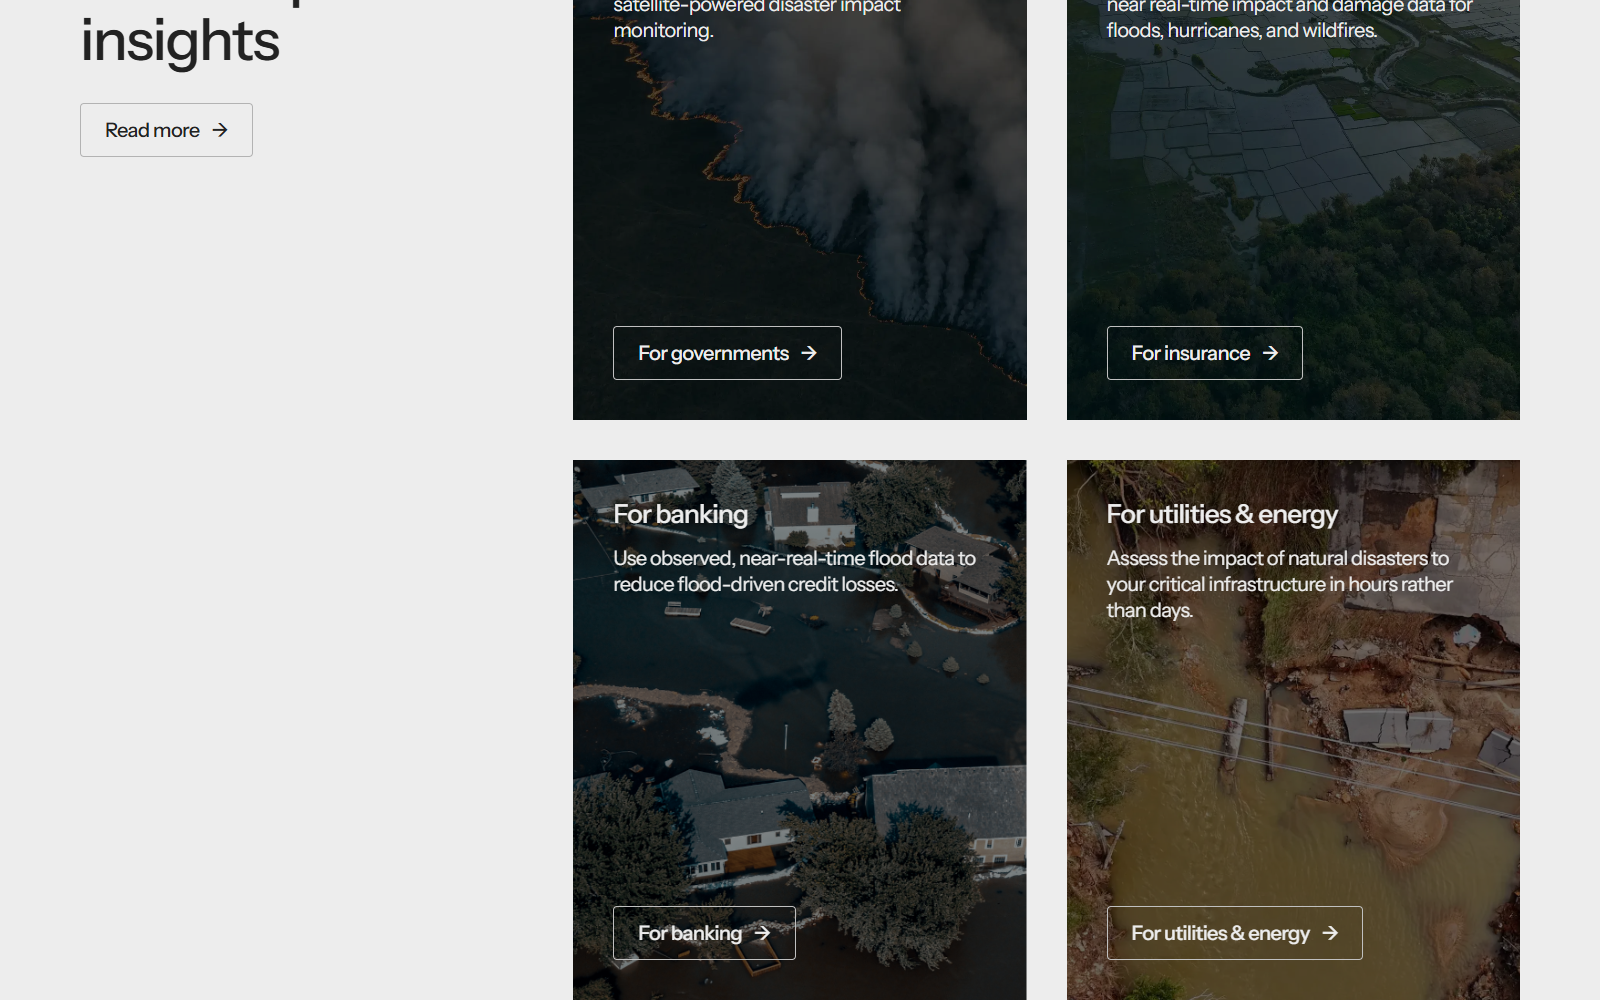 insights
Read more
satellite-powered disaster impact
monitoring.
For governments
near real-time impact and damage data for
floods, hurricanes, and wildfires.
For insurance
For banking
Use observed, near-real-time flood data to
reduce flood-driven credit losses.
For banking
For utilities & energy
Assess the impact of natural disasters to
your critical infrastructure in hours rather
than days.
For utilities & energy